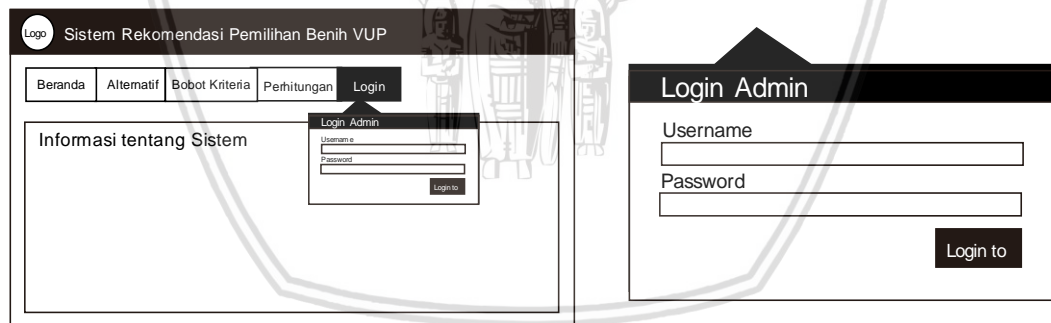 Logo Sistem Rekomendasi Pemilihan Benih VUP
Beranda Alternatif Bobot Kriteria Perhitungan Login
Informasi tentang Sistem
Login Admin
Username
Password
Login to
Login Admin
Username
Password
Login to